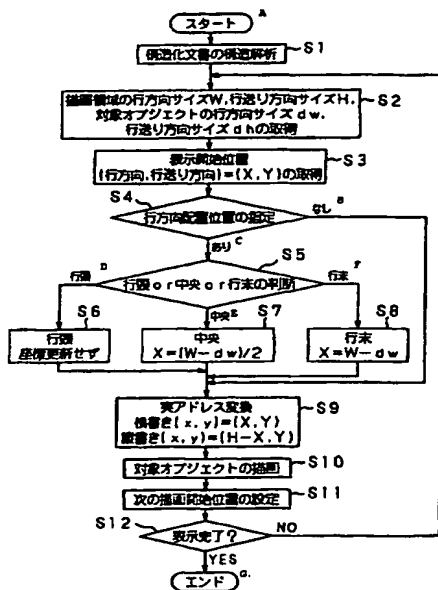 スタート A
構造化文書の構造解析 S1
描画領域の行方向サイズW,行送り方向サイズH,
対象オブジェクトの行方向サイズdw,
行送り方向サイズdhの取得 S2
表示開始位置
(行方向,行送り方向)=(X,Y)の取得 S3
S4
行方向配置位置の指定 なし B
あり C
S5
行頭or中央or行末の判断
行頭 D
中央 E
行末 F
S6
行頭
座標更新せず
S7
中央
X=(W-dw)/2
S8
行末
X=W-dw
実アドレス変換
横書き(x,y)=(X,Y)
縦書き(x,y)=(H-X,Y) S9
対象オブジェクトの描画 S10
次の描画開始位置の設定 S11
S12
表示完了? NO
YES
エンド G.